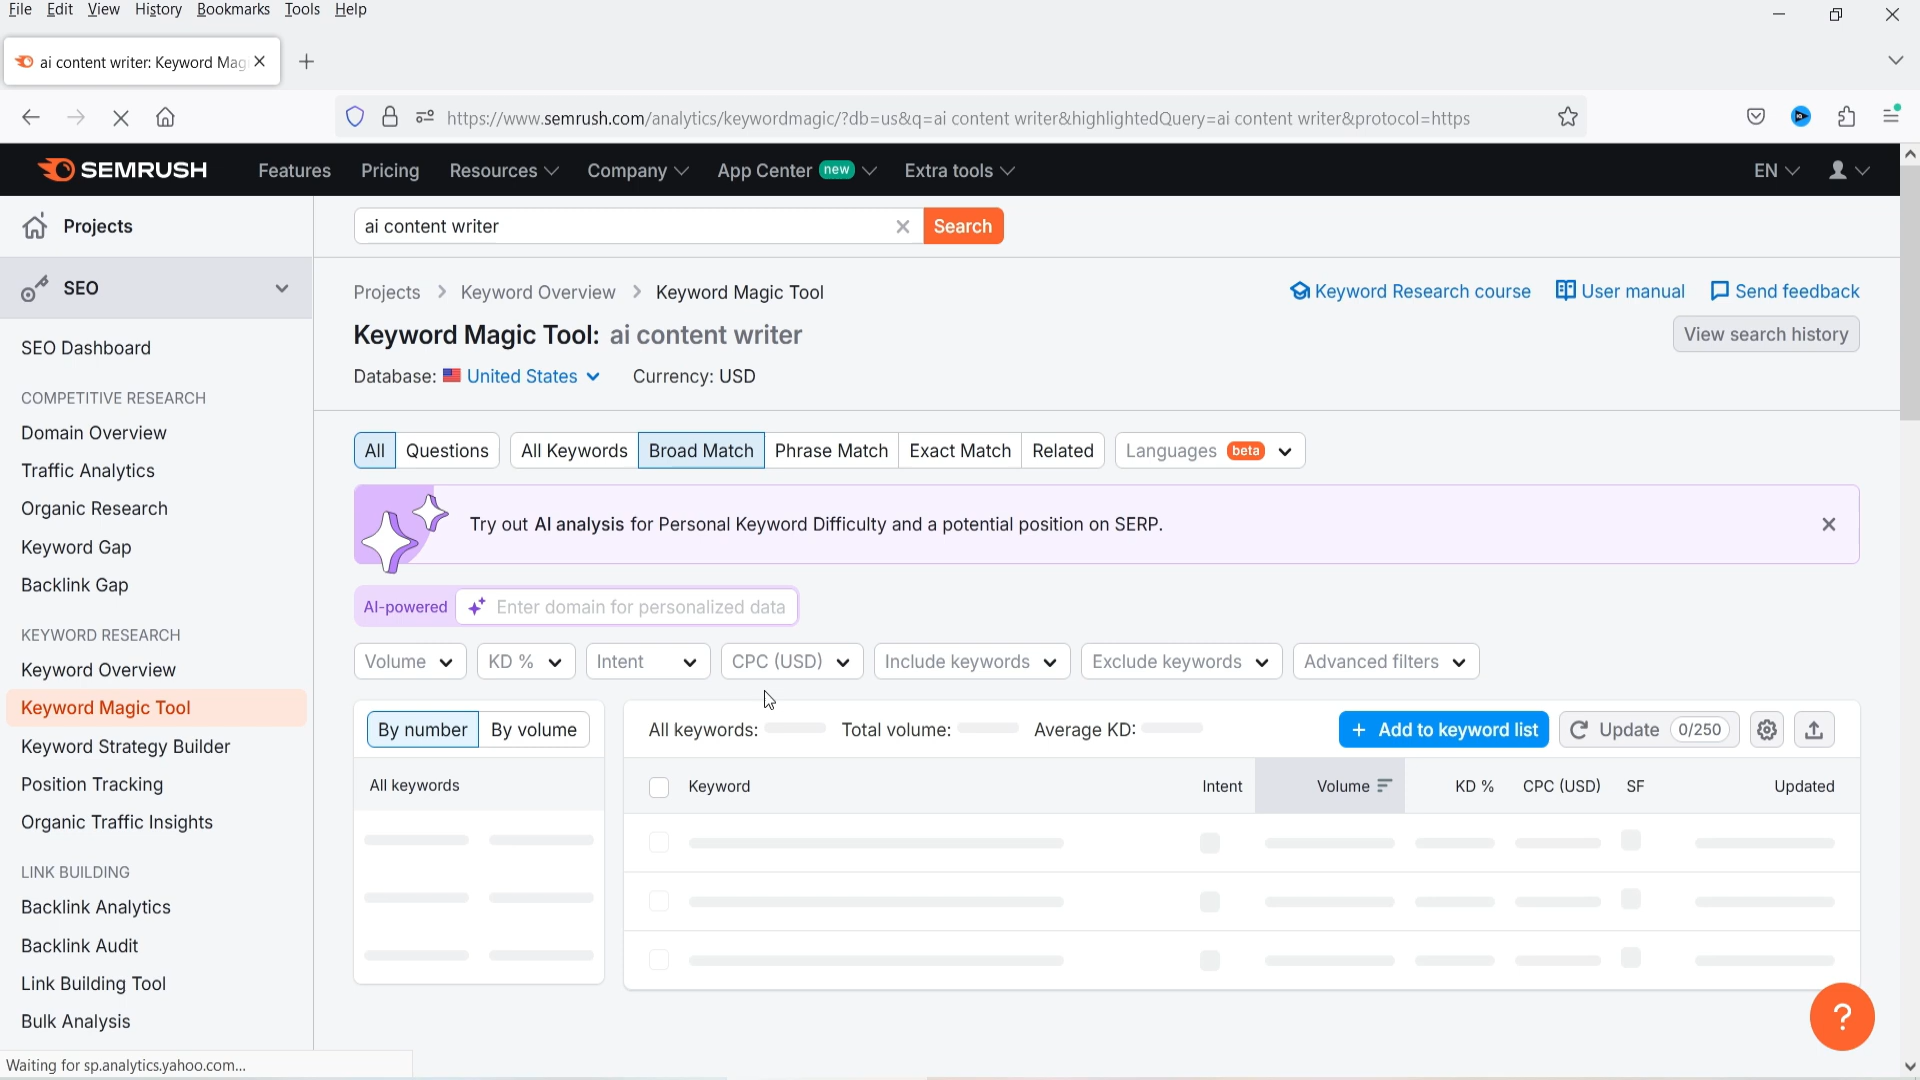 File Edit View History Bookmarks Tools Help
ai content writer: Keyword Mag
https://www.semrush.com/analytics/keywordmagic/?db=us&q=ai content writer&highlightedQuery=ai content writer&protocol=https
SEMRUSH Features Pricing Resources Company App Center new Extra tools EN
Projects
ai content writer Search
SEO
Projects > Keyword Overview > Keyword Magic Tool
Keyword Research course User manual Send feedback
Keyword Magic Tool: ai content writer
View search history
Database: United States Currency: USD
SEO Dashboard
COMPETITIVE RESEARCH
Domain Overview
Traffic Analytics
Organic Research
Keyword Gap
Backlink Gap
KEYWORD RESEARCH
Keyword Overview
Keyword Magic Tool
Keyword Strategy Builder
Position Tracking
Organic Traffic Insights
LINK BUILDING
Backlink Analytics
Backlink Audit
Link Building Tool
Bulk Analysis
All Questions All Keywords Broad Match Phrase Match Exact Match Related Languages beta
Try out AI analysis for Personal Keyword Difficulty and a potential position on SERP.
AI-powered Enter domain for personalized data
Volume KD % Intent CPC (USD) Include keywords Exclude keywords Advanced filters
By number By volume
All keywords
All keywords: Total volume: Average KD: + Add to keyword list Update 0/250
Keyword Intent Volume KD % CPC (USD) SF Updated
?
Waiting for sp.analytics.yahoo.com...